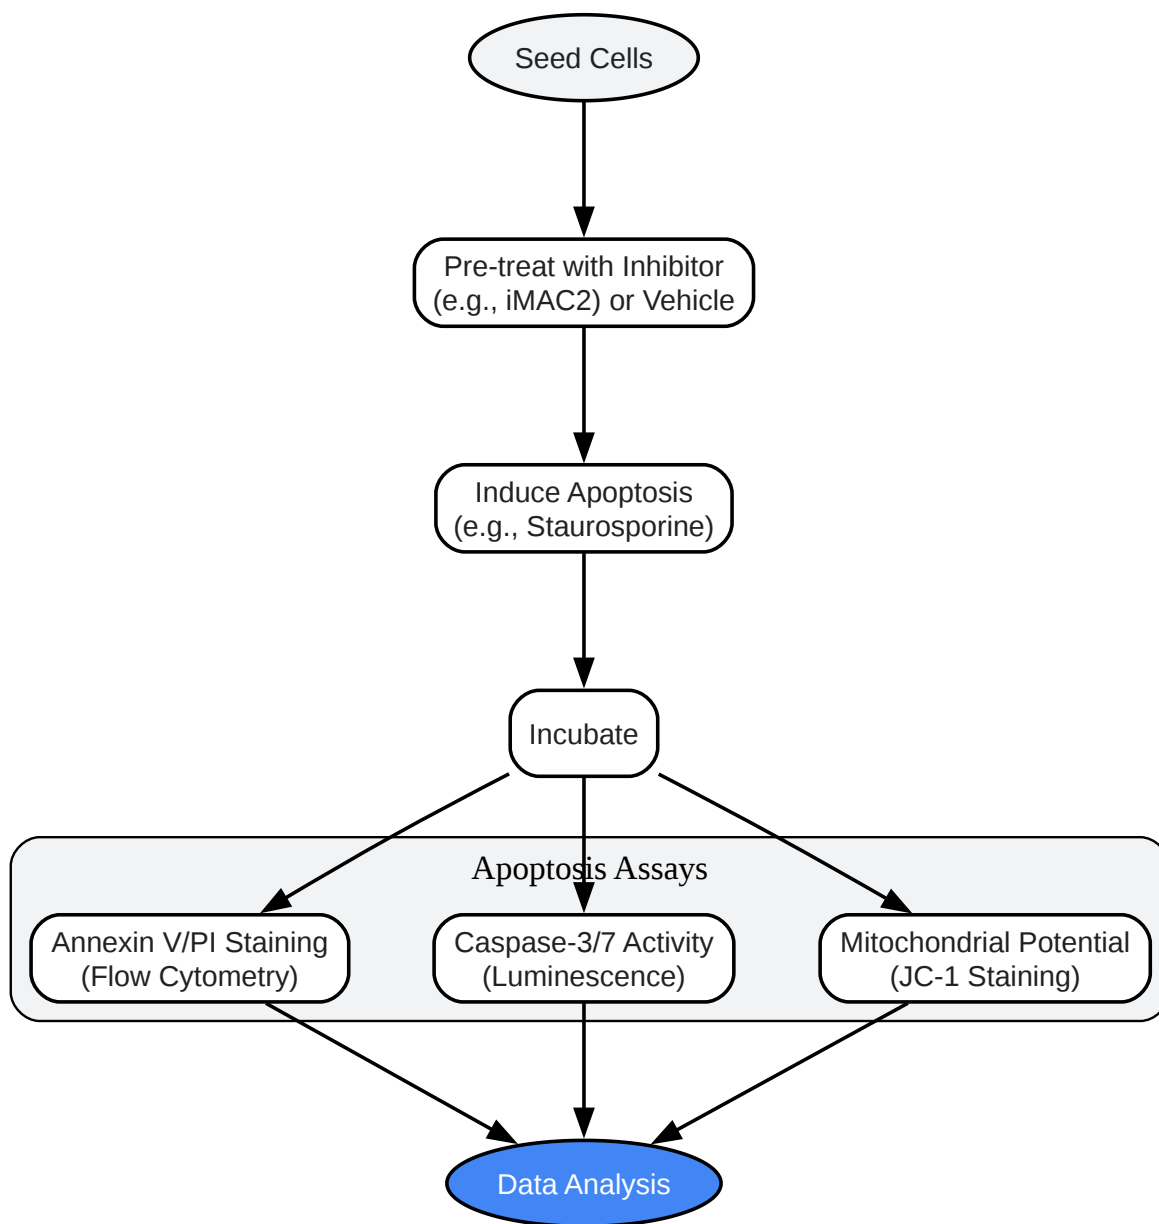 Seed Cells
Pre-treat with Inhibitor
(e.g., iMAC2) or Vehicle
Induce Apoptosis
(e.g., Staurosporine)
Incubate
Apoptosis Assays
Annexin V/PI Staining
(Flow Cytometry)
Caspase-3/7 Activity
(Luminescence)
Mitochondrial Potential
(JC-1 Staining)
Data Analysis